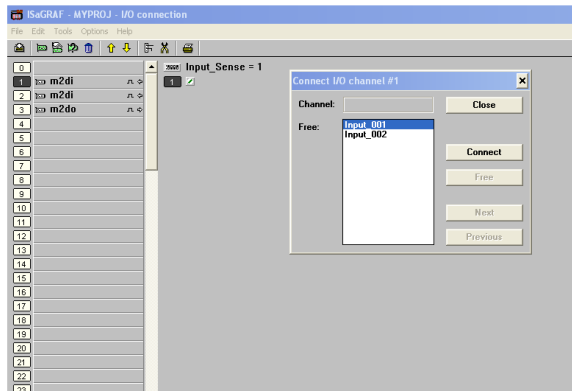 ISaGRAF - MYPROJ - I/O connection
File Edit Tools Options Help
0
1 m2di
2 m2di
3 m2do
4
5
6
7
8
9
10
11
12
13
14
15
16
17
18
19
20
21
22
23
Input_Sense = 1
1
Connect I/O channel #1
Channel:
Close
Free:
Input_001
Input_002
Connect
Free
Next
Previous